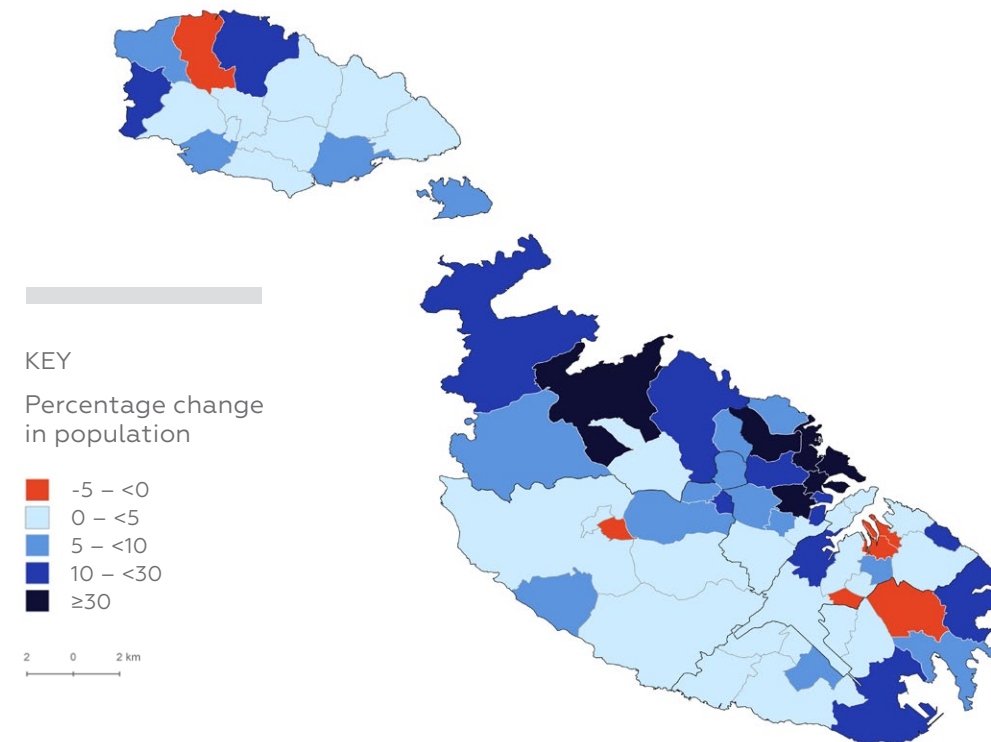 KEY
Percentage change
in population
-5 – <0
0 – <5
5 – <10
10 – <30
≥30
2 0 2 km